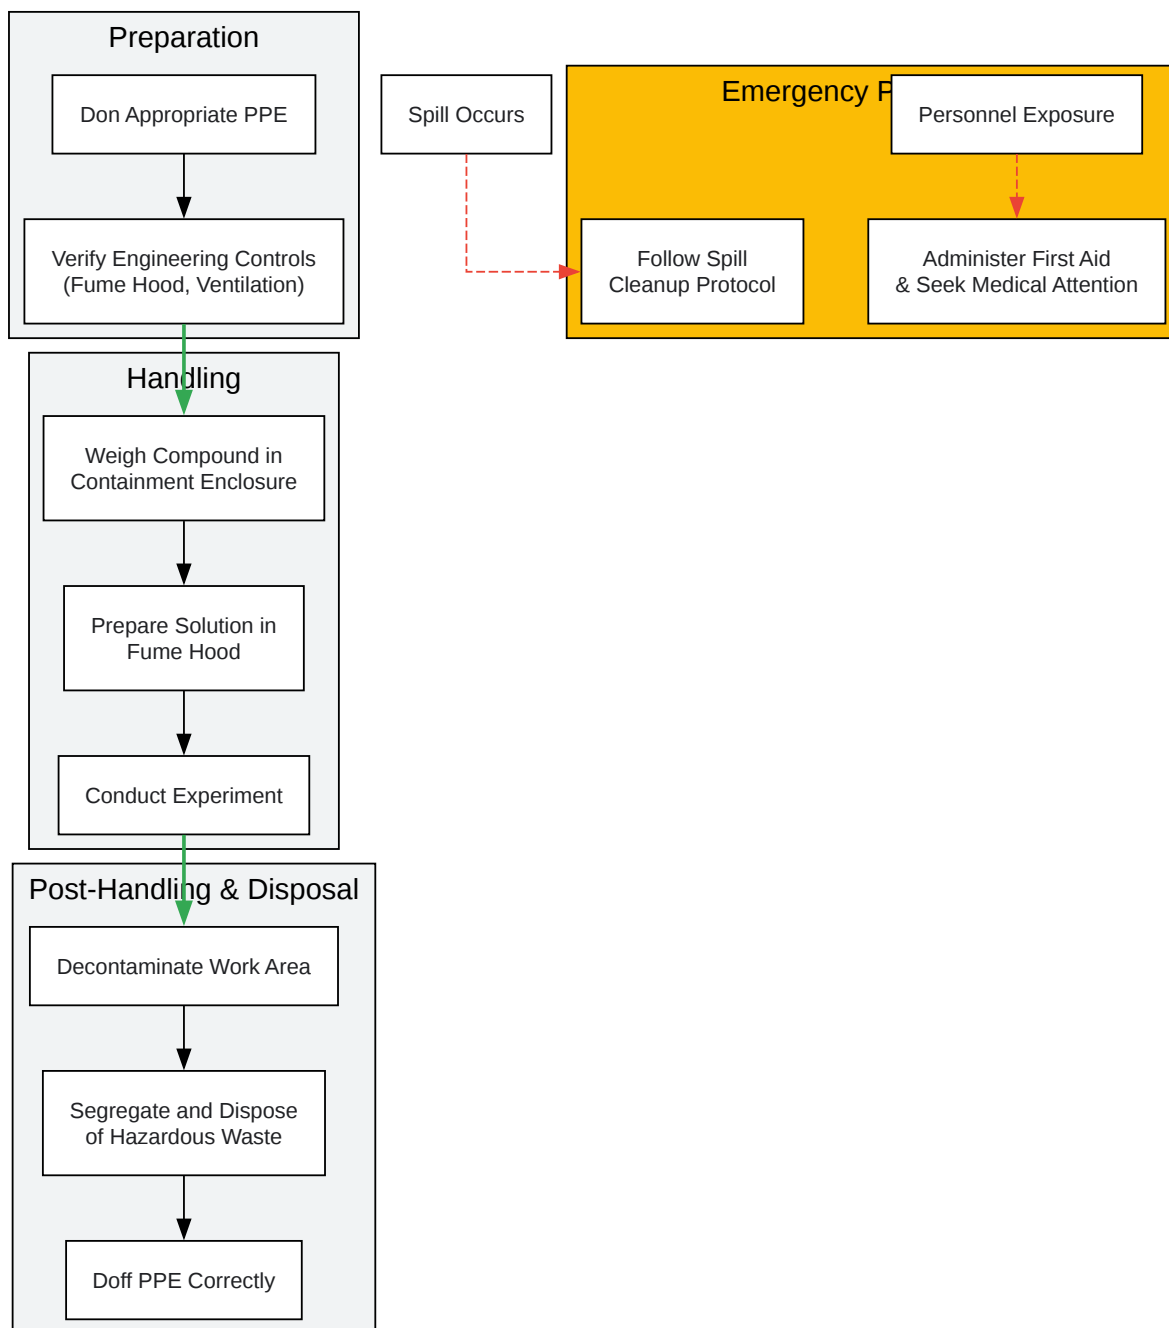 Preparation
Don Appropriate PPE
Verify Engineering Controls
(Fume Hood, Ventilation)
Handling
Weigh Compound in
Containment Enclosure
Prepare Solution in
Fume Hood
Conduct Experiment
Post-Handling & Disposal
Decontaminate Work Area
Segregate and Dispose
of Hazardous Waste
Doff PPE Correctly
Spill Occurs
Emergency
Personnel Exposure
Follow Spill
Cleanup Protocol
Administer First Aid
& Seek Medical Attention